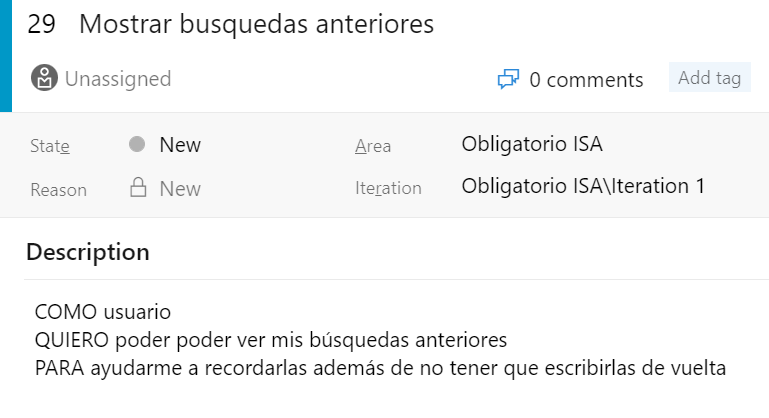 29 Mostrar busquedas anteriores
Unassigned 0 comments Add tag
State New Area Obligatorio ISA
Reason New Iteration Obligatorio ISA\Iteration 1
Description
COMO usuario
QUIERO poder poder ver mis búsquedas anteriores
PARA ayudarme a recordarlas además de no tener que escribirlas de vuelta